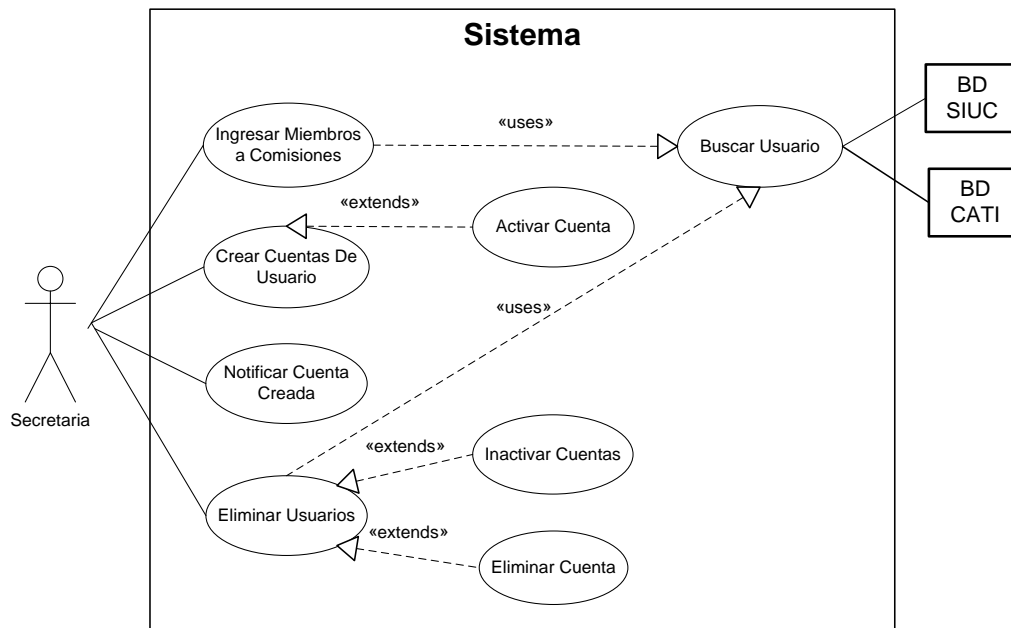 Sistema
BD
SIUC
Ingresar Miembros
a Comisiones
«uses»
Buscar Usuario
BD
CATI
«extends»
Activar Cuenta
Crear Cuentas De
Usuario
«uses»
Notificar Cuenta
Creada
Secretaria
«extends»
Inactivar Cuentas
Eliminar Usuarios
«extends»
Eliminar Cuenta